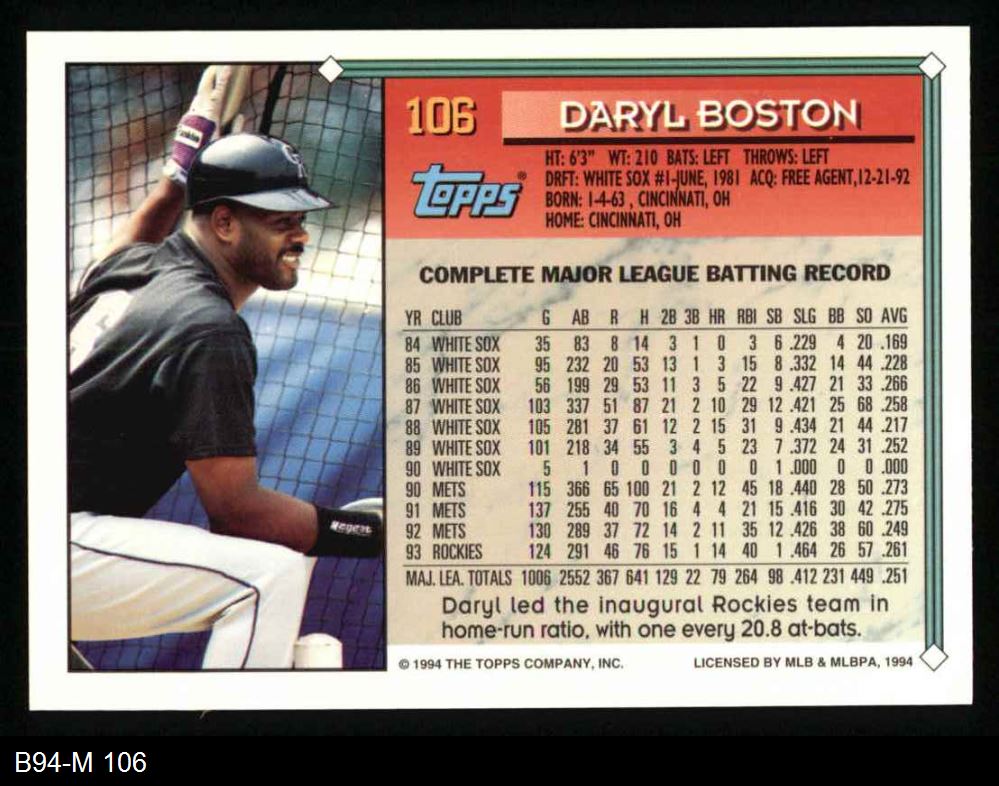 106
DARYL BOSTON
TOPPS®
HT: 6'3" WT: 210 BATS: LEFT THROWS: LEFT
DRFT: WHITE SOX #1-JUNE, 1981 ACQ: FREE AGENT,12-21-92
BORN: 1-4-63 , CINCINNATI, OH
HOME: CINCINNATI, OH
COMPLETE MAJOR LEAGUE BATTING RECORD
YR CLUB G AB R H 2B 3B HR RBI SB SLG BB SO AVG
84 WHITE SOX 35 83 8 14 3 1 0 3 6 .229 4 20 .169
85 WHITE SOX 95 232 20 53 13 1 3 15 8 .332 14 44 .228
86 WHITE SOX 56 199 29 53 11 3 5 22 9 .427 21 33 .266
87 WHITE SOX 103 337 51 87 21 2 10 29 12 .421 25 68 .258
88 WHITE SOX 105 281 37 61 12 2 15 31 9 .434 21 44 .217
89 WHITE SOX 101 218 34 55 3 4 5 23 7 .372 24 31 .252
90 WHITE SOX 5 1 0 0 0 0 0 0 1 .000 0 0 .000
90 METS 115 366 65 100 21 2 12 45 18 .440 28 50 .273
91 METS 137 255 40 70 16 4 4 21 15 .416 30 42 .275
92 METS 130 289 37 72 14 2 11 35 12 .426 38 60 .249
93 ROCKIES 124 291 46 76 15 1 14 40 1 .464 26 57 .261
MAJ. LEA. TOTALS 1006 2552 367 641 129 22 79 264 98 .412 231 449 .251
Daryl led the inaugural Rockies team in
home-run ratio, with one every 20.8 at-bats.
© 1994 THE TOPPS COMPANY, INC. LICENSED BY MLB & MLBPA, 1994
CR
Franklin
Regent
B94-M 106